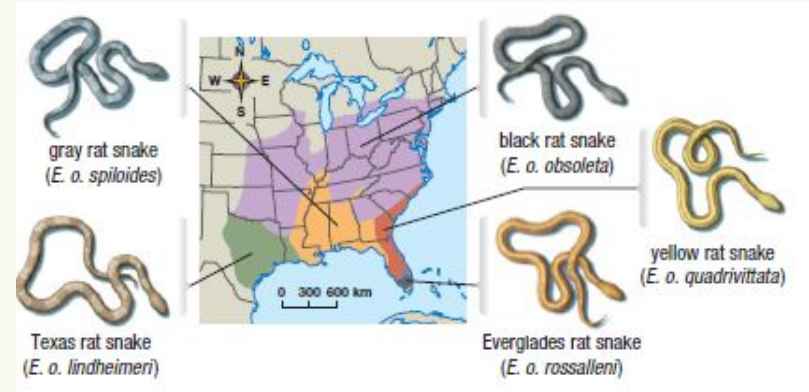 gray rat snake
(E. o. spiloides)
black rat snake
(E. o. obsoleta)
N
W
E
S
yellow rat snake
(E. o. quadrivittata)
0 300 600 km
Texas rat snake
(E. o. lindheimeri)
Everglades rat snake
(E. o. rossalleni)